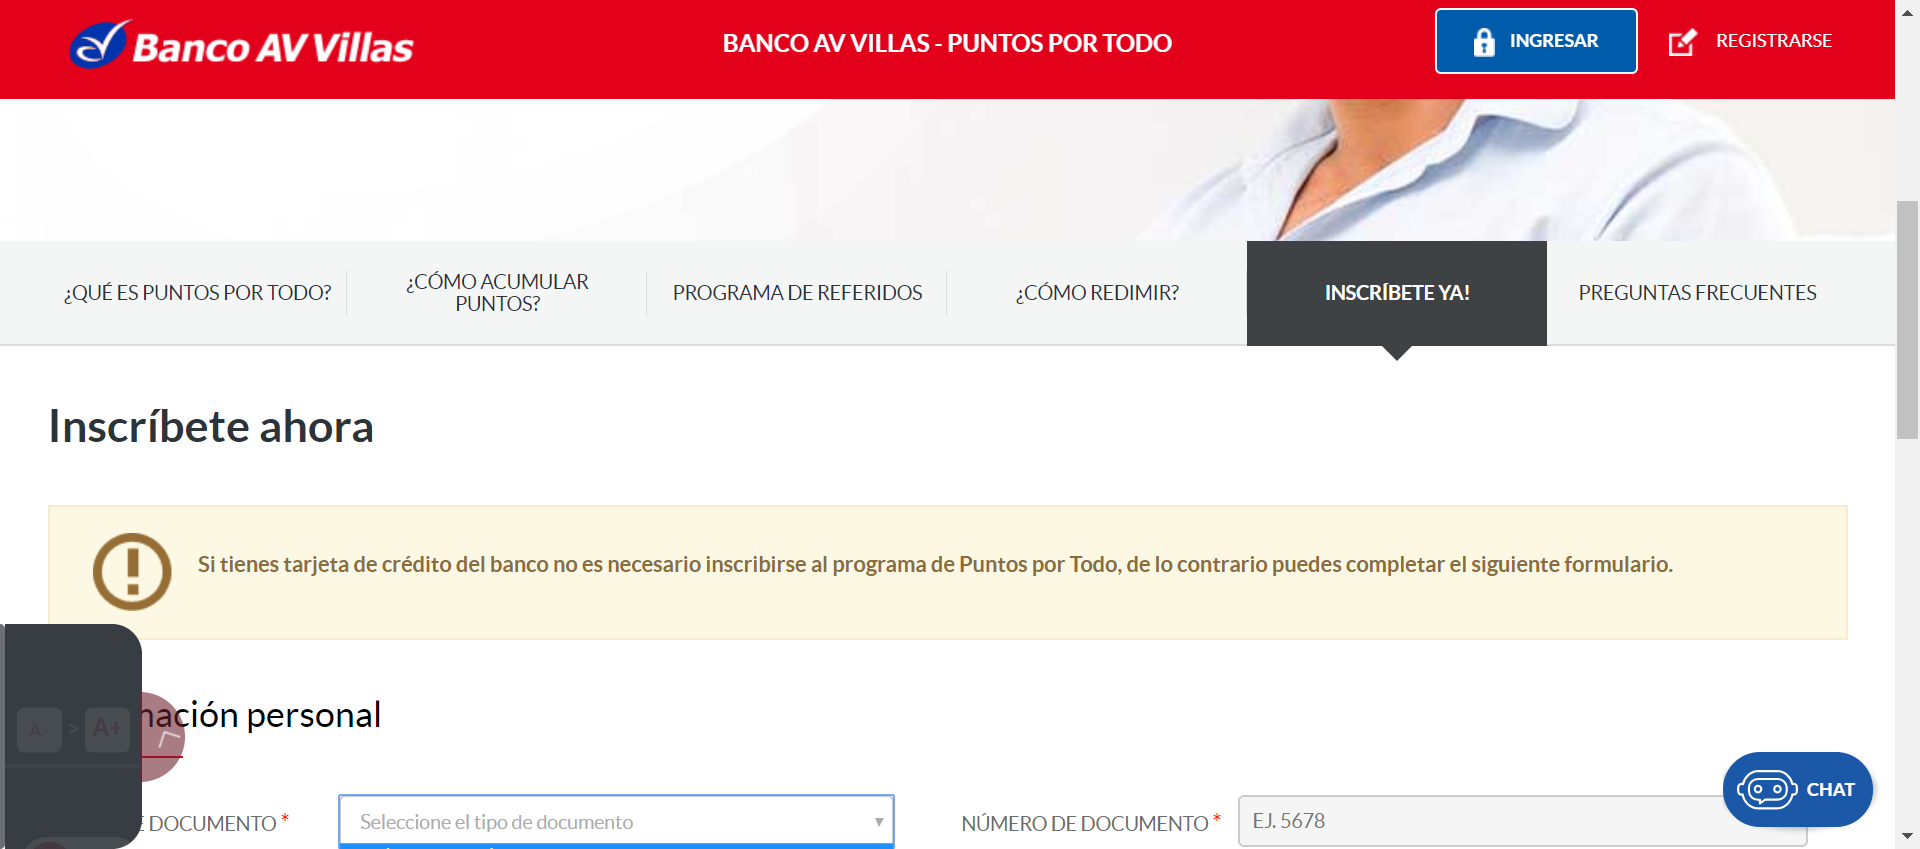 Banco AV Villas
BANCO AV VILLAS - PUNTOS POR TODO
INGRESAR
REGISTRARSE
¿QUÉ ES PUNTOS POR TODO?
¿CÓMO ACUMULAR
PUNTOS?
PROGRAMA DE REFERIDOS
¿CÓMO REDIMIR?
INSCRÍBETE YA!
PREGUNTAS FRECUENTES
Inscríbete ahora
Si tienes tarjeta de crédito del banco no es necesario inscribirse al programa de Puntos por Todo, de lo contrario puedes completar el siguiente formulario.
A- > A+
mación personal
E DOCUMENTO *
Seleccione el tipo de documento
NÚMERO DE DOCUMENTO *
EJ. 5678
CHAT